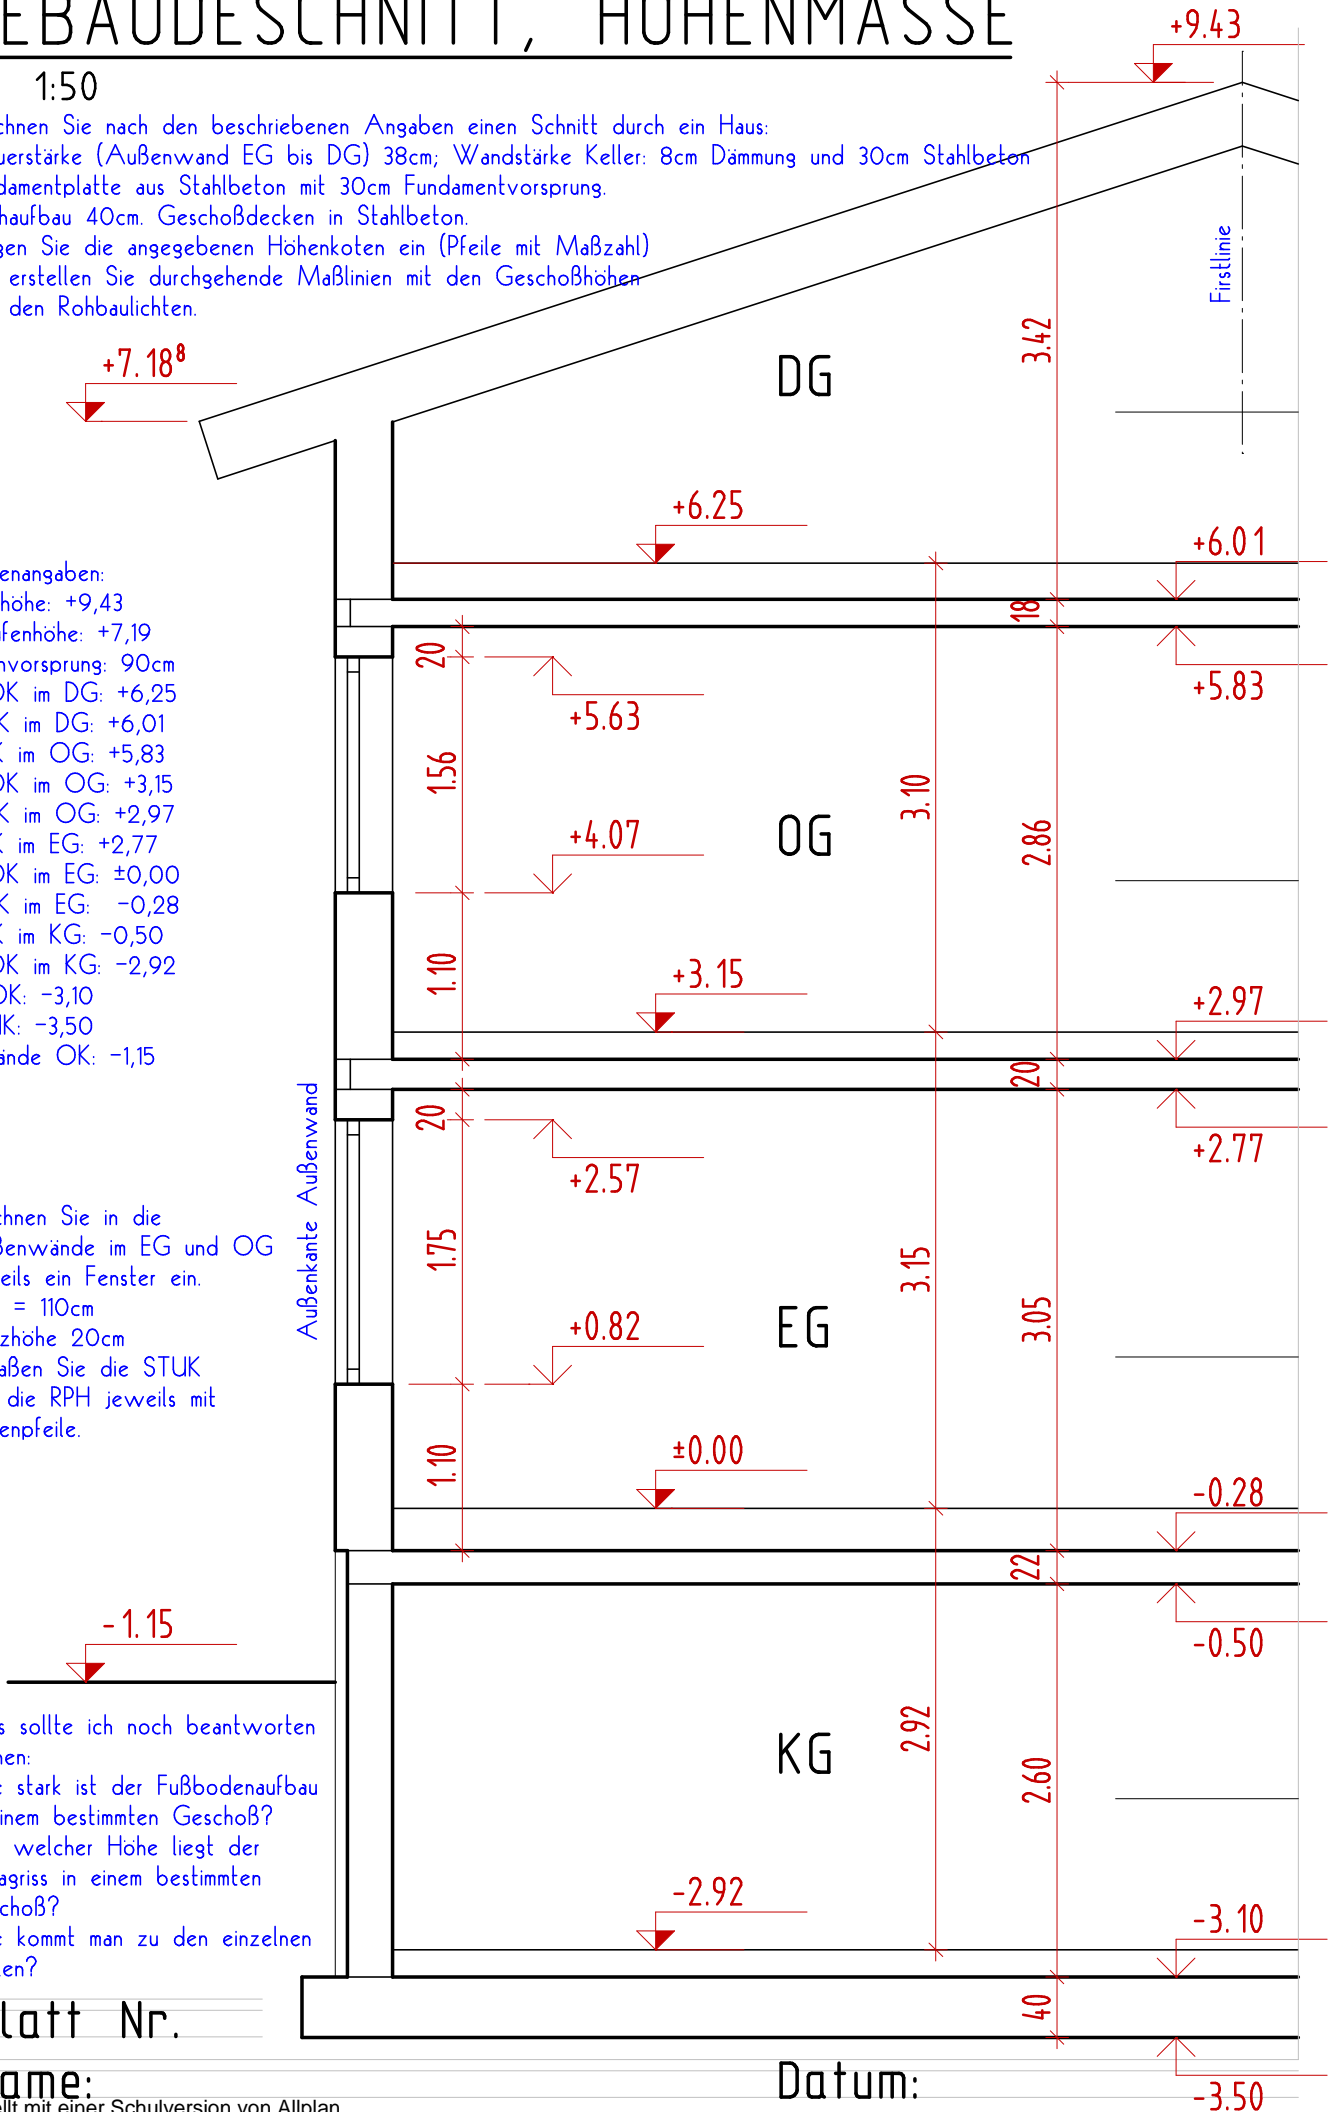 EBÄUDESCHNITT, HÖHENMASSE
1:50
chnen Sie nach den beschriebenen Angaben einen Schnitt durch ein Haus:
uerstärke (Außenwand EG bis DG) 38cm; Wandstärke Keller: 8cm Dämmung und 30cm Stahlbeton
damentplatte aus Stahlbeton mit 30cm Fundamentvorsprung.
haufbau 40cm. Geschoßdecken in Stahlbeton.
gen Sie die angegebenen Höhenkoten ein (Pfeile mit Maßzahl)
erstellen Sie durchgehende Maßlinien mit den Geschoßhöhen
den Rohbaulichten.
+9.43
Firstlinie
3.42
+7.18⁸
DG
+6.25
+6.01
enangaben:
höhe: +9,43
ufenhöhe: +7,19
nvorsprung: 90cm
OK im DG: +6,25
K im DG: +6,01
K im OG: +5,83
OK im OG: +3,15
K im OG: +2,97
K im EG: +2,77
OK im EG: ±0,00
K im EG: -0,28
K im KG: -0,50
OK im KG: -2,92
OK: -3,10
JK: -3,50
ände OK: -1,15
18
20
+5.63
+5.83
1.56
3.10
2.86
+4.07
OG
1.10
+3.15
+2.97
20
20
+2.57
+2.77
Außenkante Außenwand
chnen Sie in die
ßenwände im EG und OG
eils ein Fenster ein.
= 110cm
zhöhe 20cm
aßen Sie die STUK
die RPH jeweils mit
enpfeile.
1.75
3.15
3.05
+0.82
EG
1.10
±0.00
-0.28
22
-1.15
-0.50
s sollte ich noch beantworten
nen:
e stark ist der Fußbodenaufbau
inem bestimmten Geschoß?
welcher Höhe liegt der
agriss in einem bestimmten
choß?
e kommt man zu den einzelnen
ten?
2.92
KG
2.60
-2.92
-3.10
40
latt Nr.
ame:
Datum:
-3.50
ellt mit einer Schulversion von Allplan